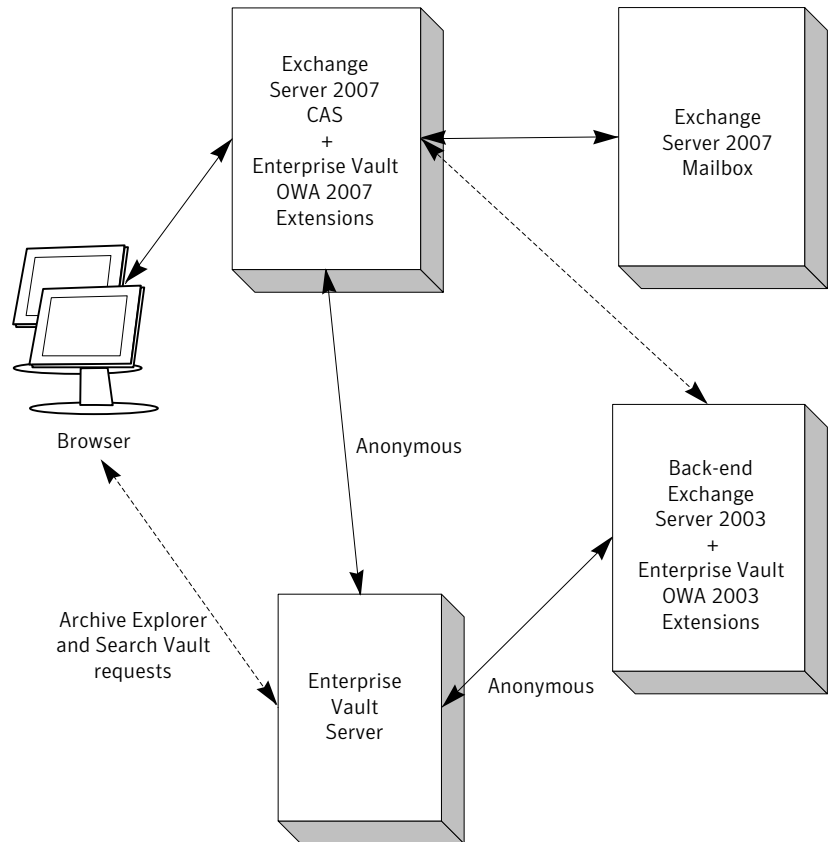 Exchange
Server 2007
CAS
+
Enterprise Vault
OWA 2007
Extensions
Exchange
Server 2007
Mailbox
Browser
Anonymous
Back-end
Exchange
Server 2003
+
Enterprise Vault
OWA 2003
Extensions
Archive Explorer
and Search Vault
requests
Enterprise
Vault
Server
Anonymous